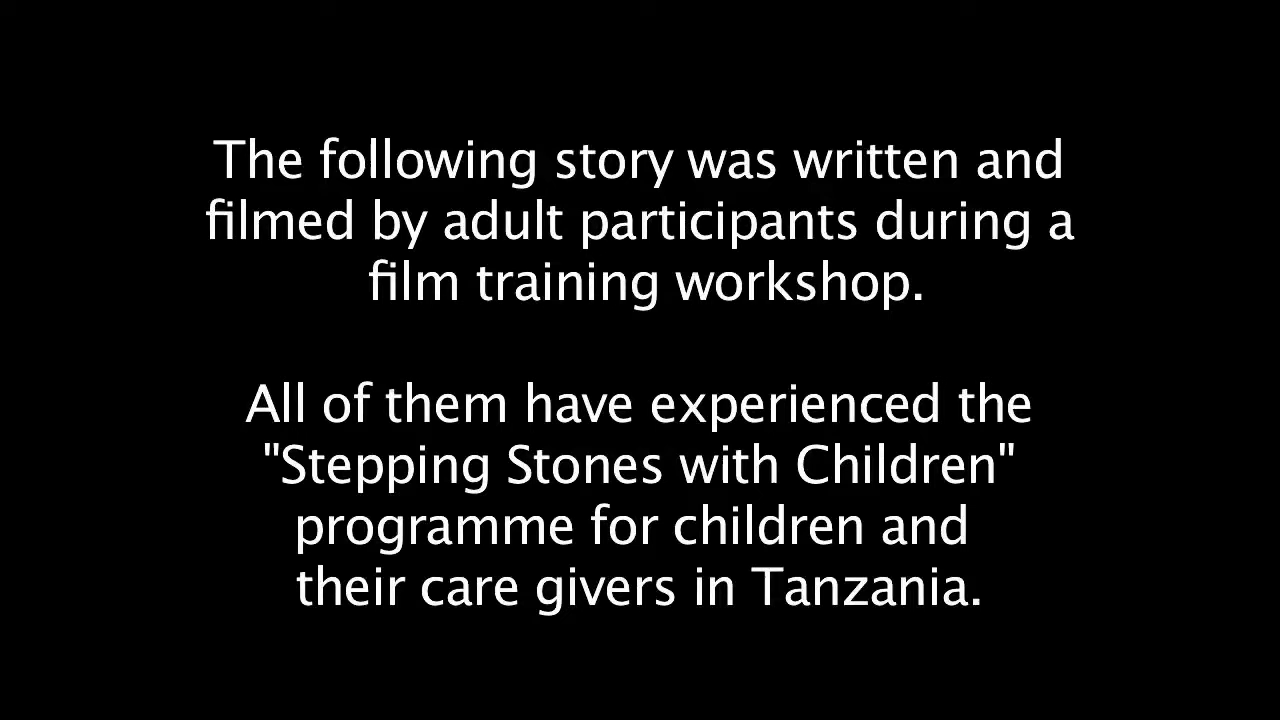 The following story was written and
filmed by adult participants during a
film training workshop.
All of them have experienced the
"Stepping Stones with Children"
programme for children and
their care givers in Tanzania.